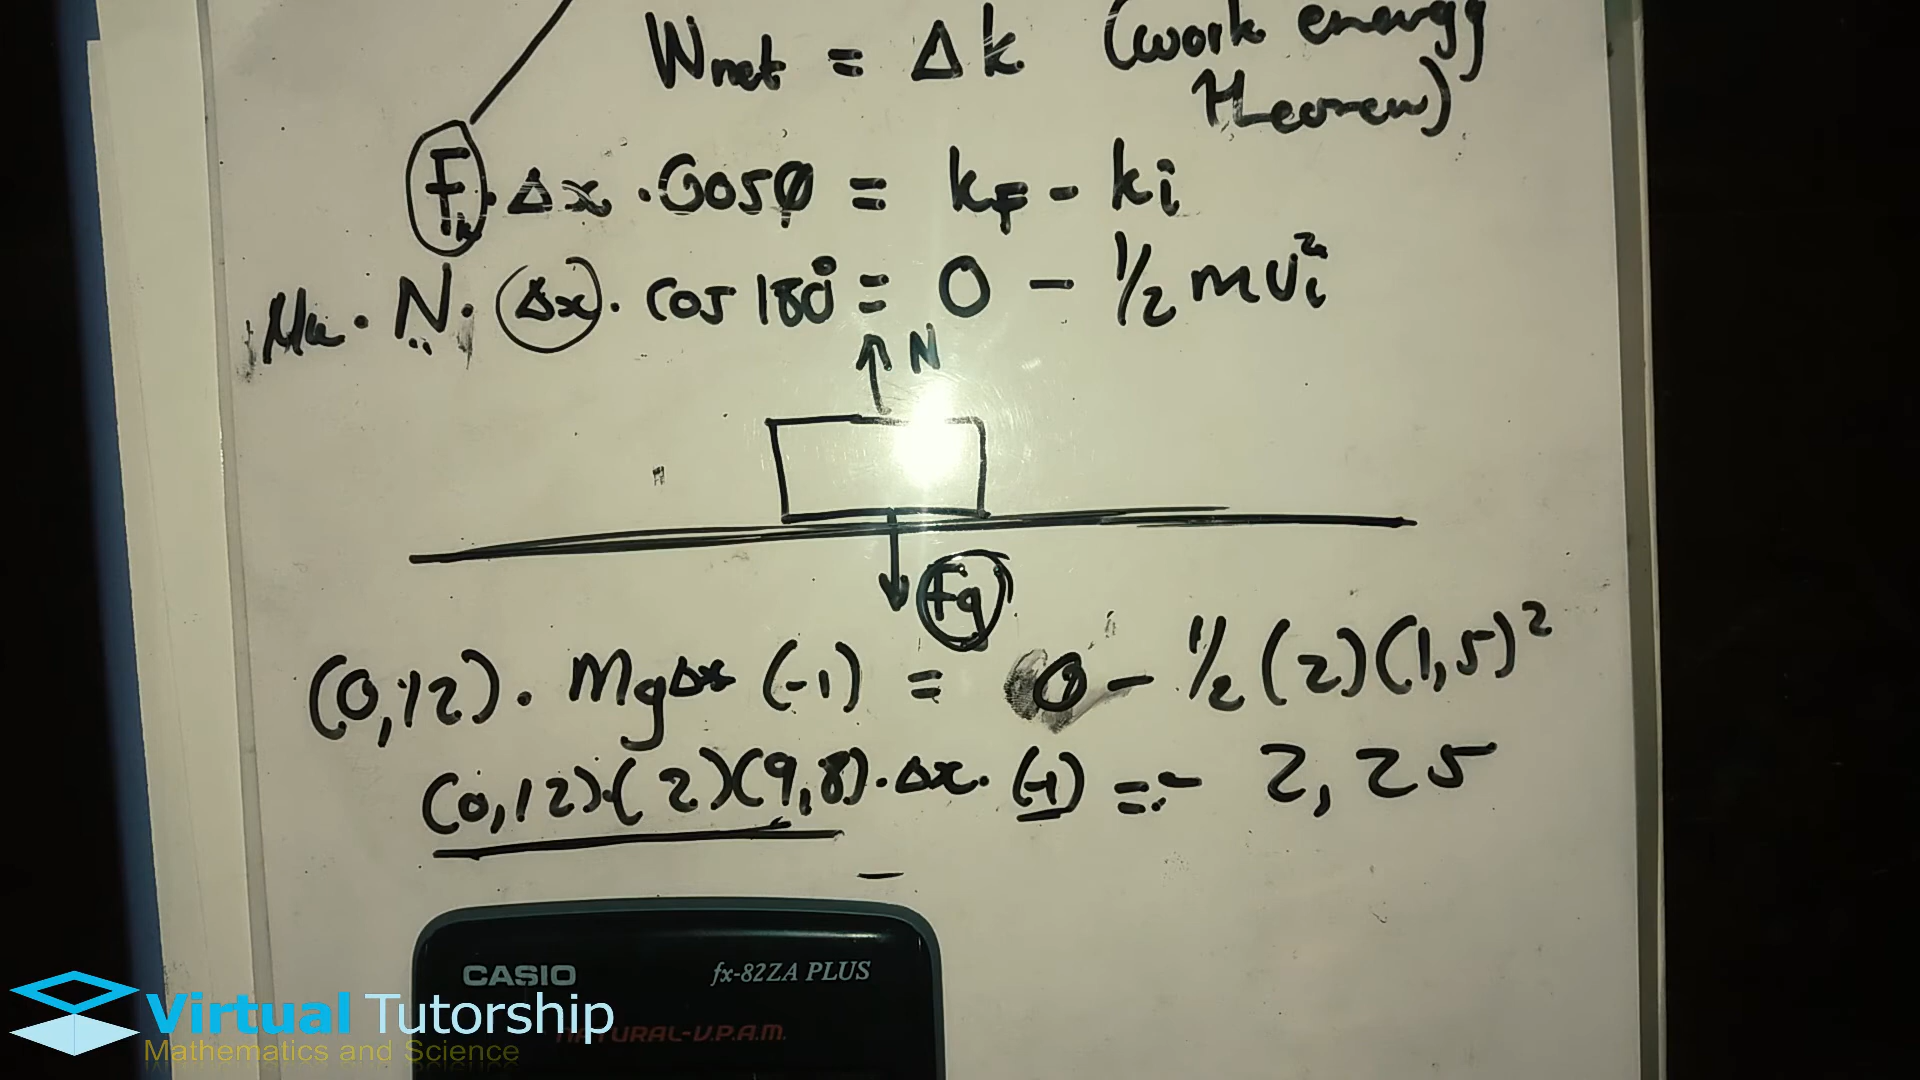 Wnet = Δk (work energy
theorem)
Fk · Δx · Cosθ = kF - ki
μk · N · Δx · cos 180° = 0 - 1/2 mvi²
N
Fg
(0,12) · MgΔx (-1) = 0 - 1/2 (2)(1,5)²
(0,12)·(2)(9,8)·Δx·(-1) = - 2,25
CASIO fx-82ZA PLUS
NATURAL-V.P.A.M.
Virtual Tutorship
Mathematics and Science